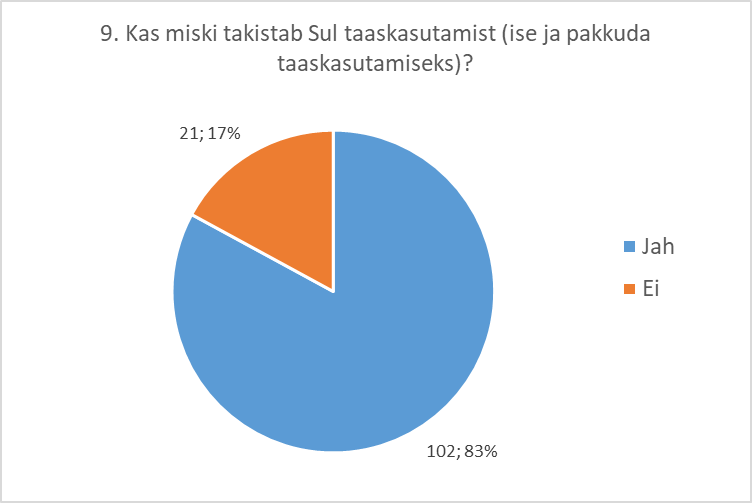 9. Kas miski takistab Sul taaskasutamist (ise ja pakkuda
taaskasutamiseks)?
21; 17%
Jah
Ei
102; 83%